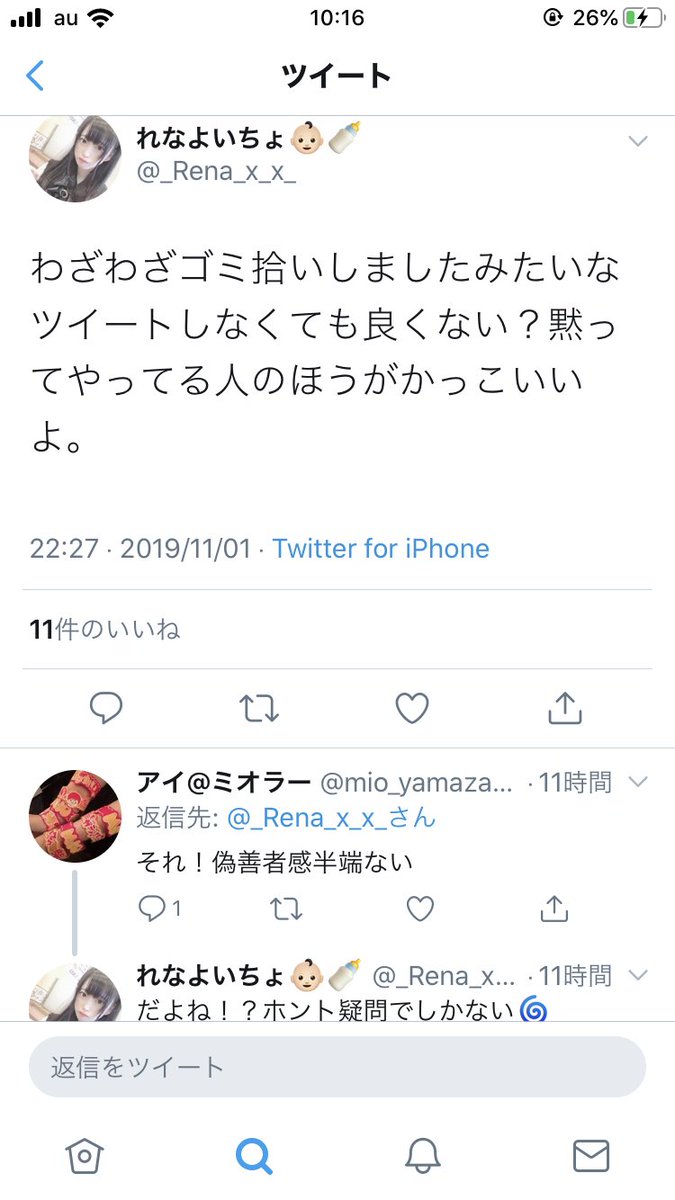 au 10:16 26%
ツイート
れなよいちょ👶🏻🍼
@_Rena_x_x_
わざわざゴミ拾いしましたみたいな
ツイートしなくても良くない？黙っ
てやってる人のほうがかっこいい
よ。
22:27 · 2019/11/01 · Twitter for iPhone
11件のいいね
アイ@ミオラー @mio_yamaza... · 11時間
返信先: @_Rena_x_x_さん
それ！偽善者感半端ない
1
れなよいちょ👶🏻🍼 @_Rena_x... · 11時間
だよね！？ホント疑問でしかない🌀
返信をツイート